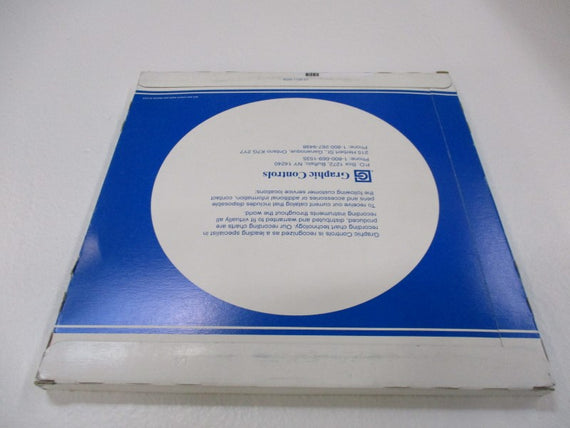 Graphic Controls is recognized as a leading specialist in
recording chart technology. Our recording charts are
produced, distributed and warranted to fit virtually all
recording instruments throughout the world.
To receive our current catalog that includes disposable
pens and accessories or additional information, contact
the following customer service locations:
GC Graphic Controls
P.O. Box 1272, Buffalo, NY 14240
Phone: 1-800-669-1535
215 Herbert St., Gananoque, Ontario K7G 2Y7
Phone: 1-800-267-9498